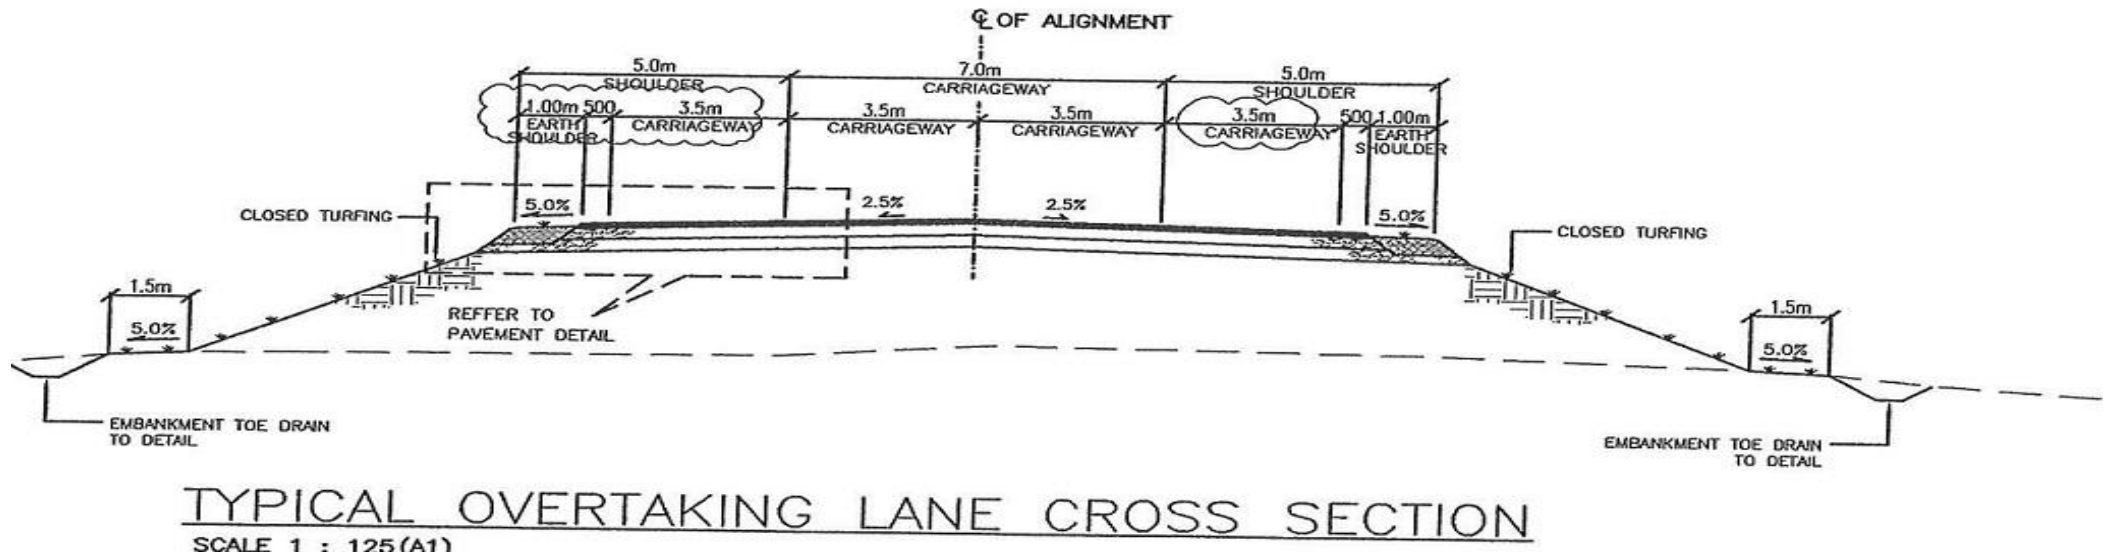 ℄ OF ALIGNMENT
5.0m 7.0m 5.0m
SHOULDER CARRIAGEWAY SHOULDER
1.00m 500 3.5m 3.5m 3.5m 3.5m 500 1.00m
EARTH SHOULDER CARRIAGEWAY CARRIAGEWAY CARRIAGEWAY CARRIAGEWAY EARTH SHOULDER
CLOSED TURFING 5.0% 2.5% 2.5% 5.0% CLOSED TURFING
1.5m REFFER TO 1.5m
5.0% PAVEMENT DETAIL 5.0%
EMBANKMENT TOE DRAIN
TO DETAIL
EMBANKMENT TOE DRAIN
TO DETAIL
TYPICAL OVERTAKING LANE CROSS SECTION
SCALE 1 : 125(A1)